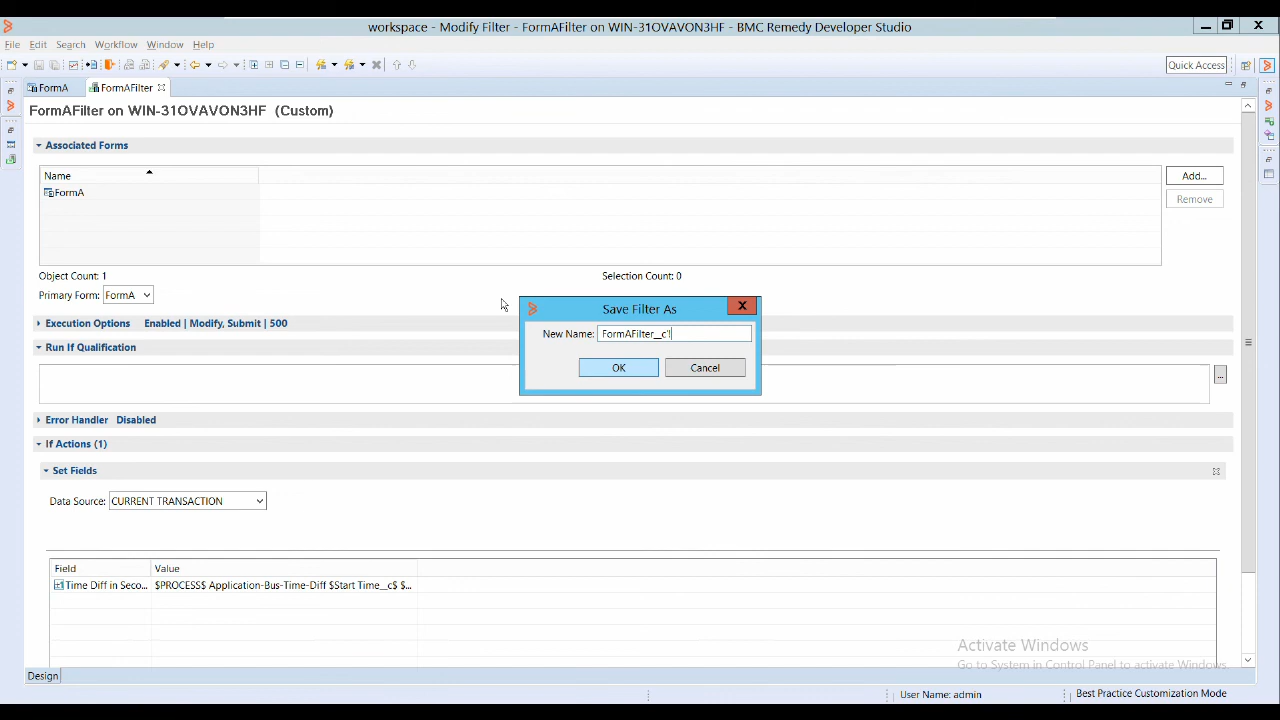 workspace - Modify Filter - FormAFilter on WIN-31OVAVON3HF - BMC Remedy Developer Studio
File Edit Search Workflow Window Help
Quick Access
FormA FormAFilter
FormAFilter on WIN-31OVAVON3HF (Custom)
Associated Forms
Name
Add...
FormA
Remove
Object Count: 1 Selection Count: 0
Primary Form: FormA
Save Filter As
Execution Options Enabled | Modify, Submit | 500
New Name: FormAFilter__c'!
Run If Qualification
OK Cancel
...
Error Handler Disabled
If Actions (1)
Set Fields
Data Source: CURRENT TRANSACTION
Field Value
Time Diff in Seco... $PROCESS$ Application-Bus-Time-Diff $Start Time__c$ $...
Activate Windows
Go to System in Control Panel to activate Windows.
Design
User Name: admin Best Practice Customization Mode